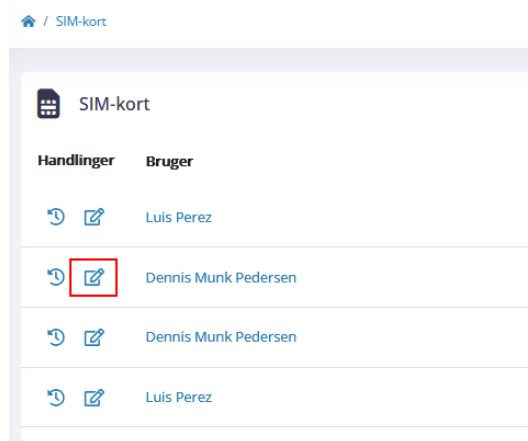 / SIM-kort
SIM-kort
Handlinger Bruger
Luis Perez
Dennis Munk Pedersen
Dennis Munk Pedersen
Luis Perez